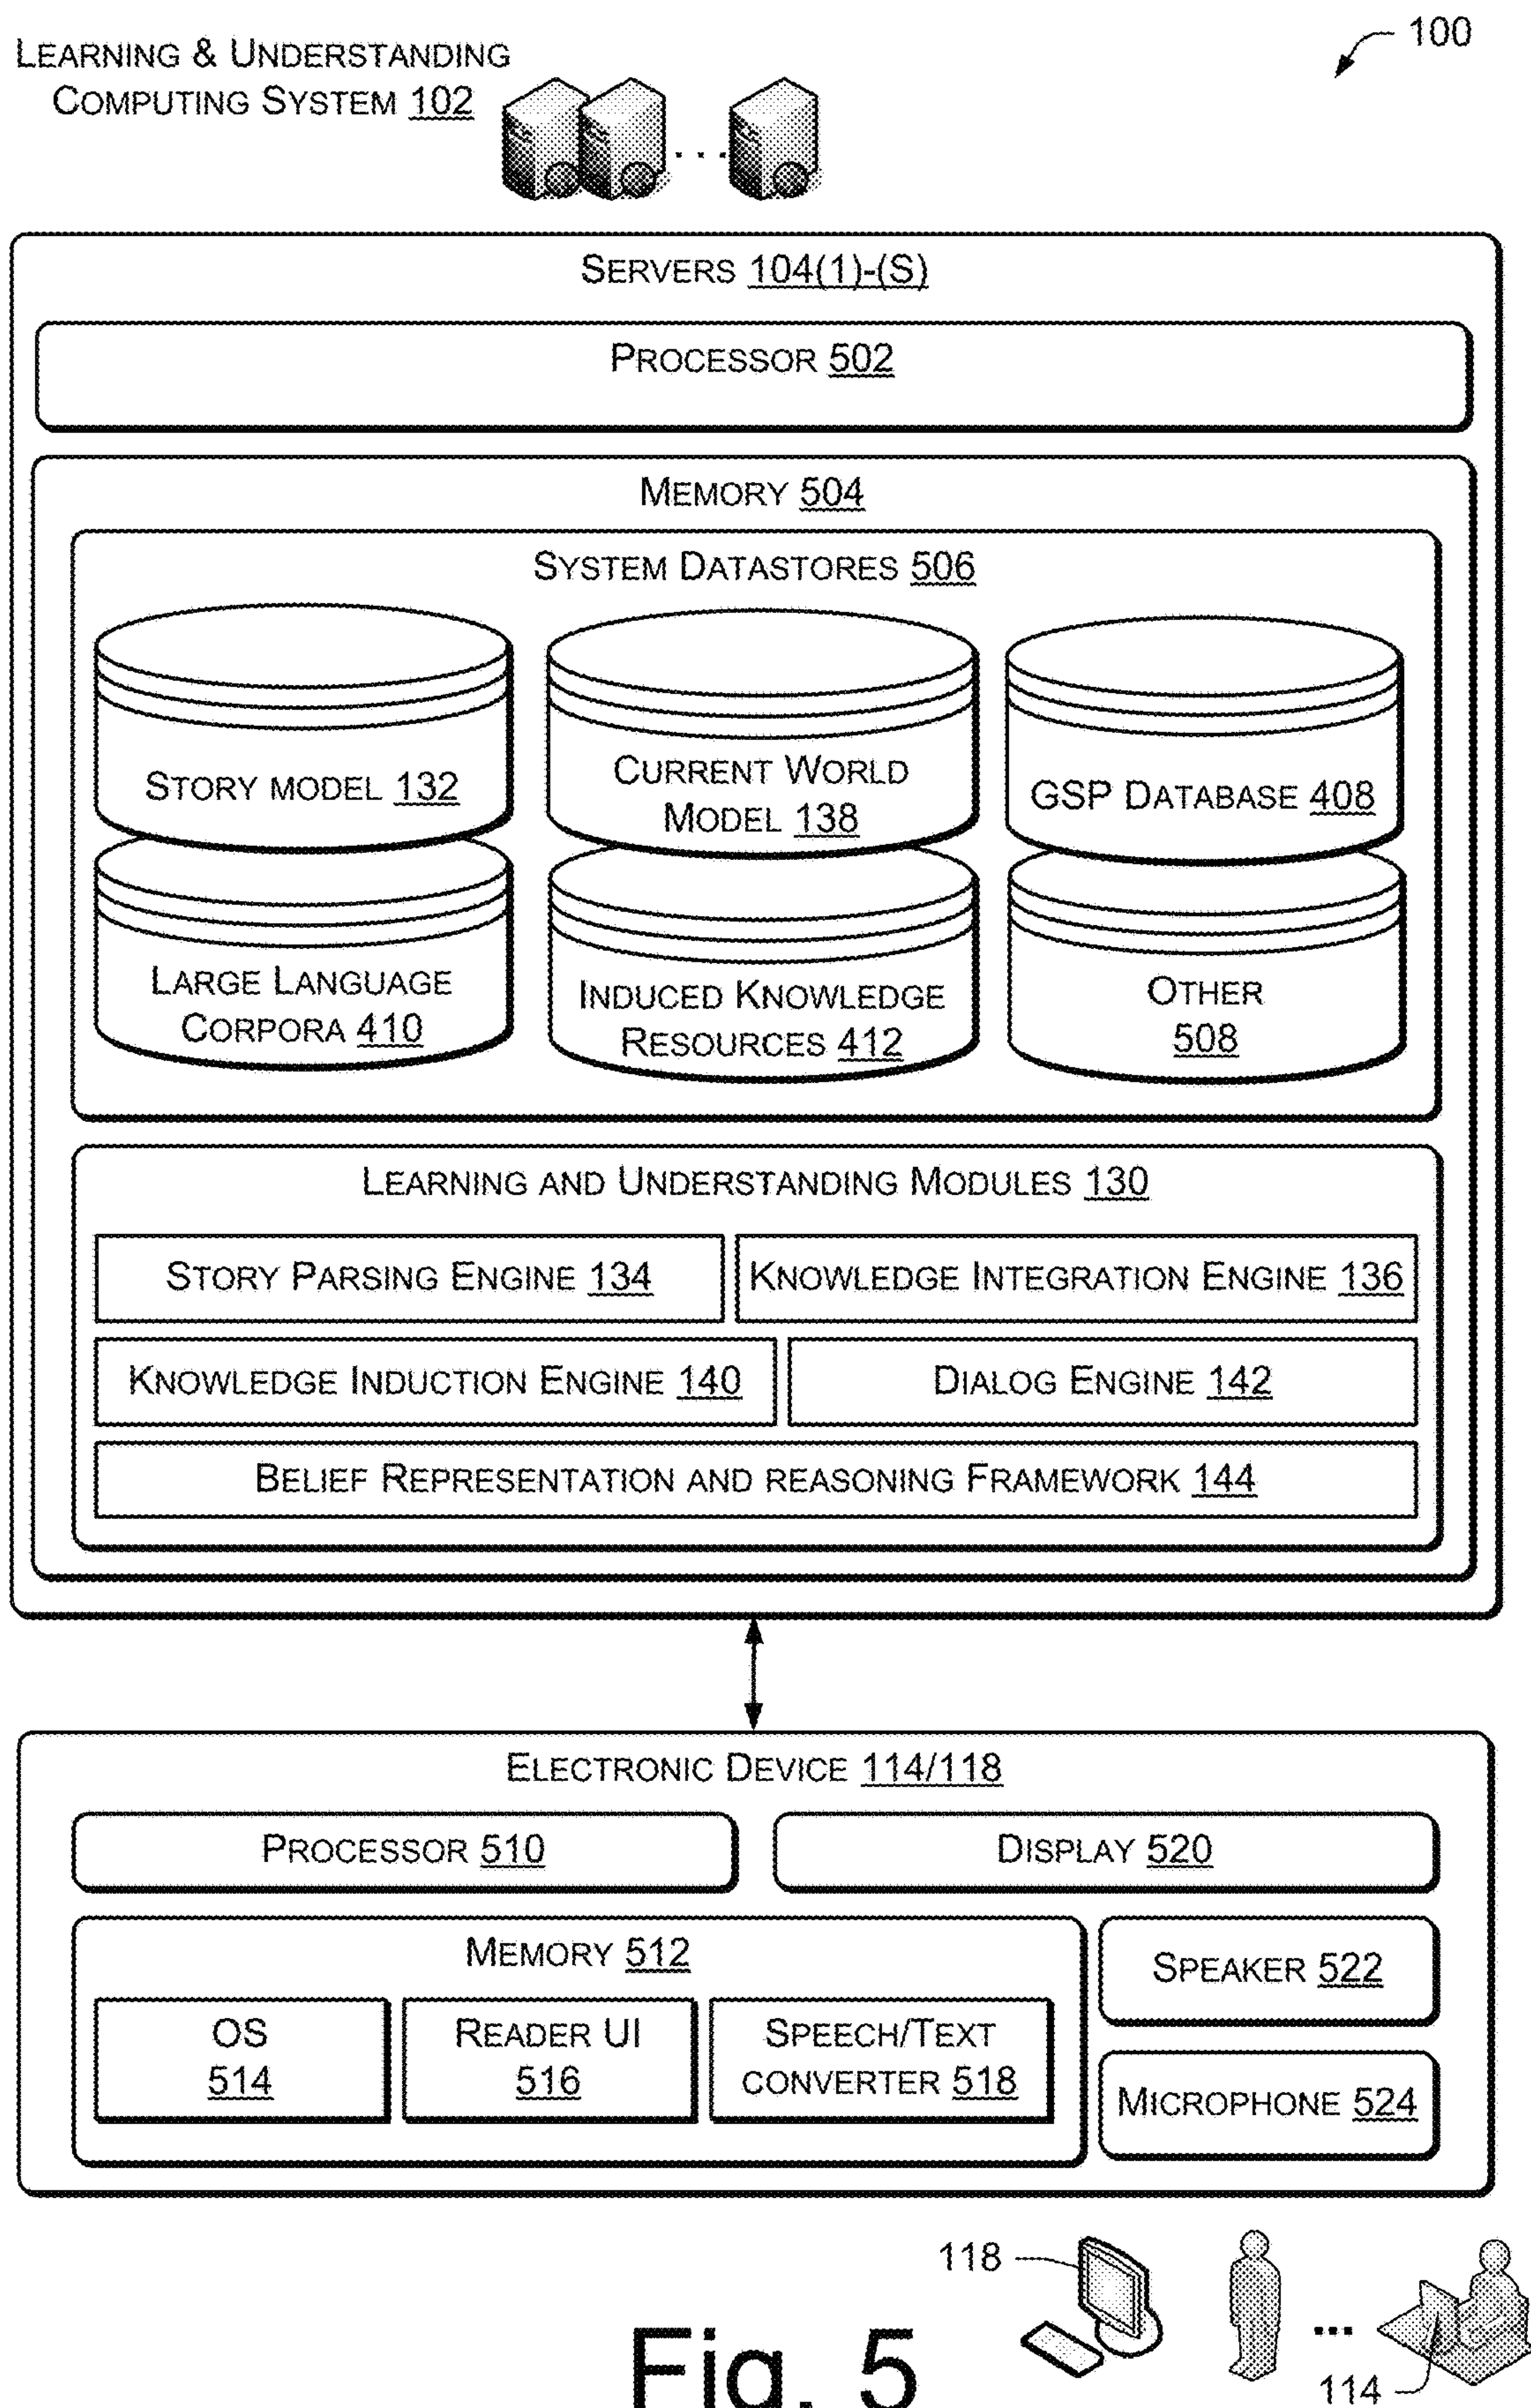 100
LEARNING & UNDERSTANDING
COMPUTING SYSTEM 102
...
SERVERS 104(1)-(S)
PROCESSOR 502
MEMORY 504
SYSTEM DATASTORES 506
STORY MODEL 132
CURRENT WORLD
MODEL 138
GSP DATABASE 408
LARGE LANGUAGE
CORPORA 410
INDUCED KNOWLEDGE
RESOURCES 412
OTHER
508
LEARNING AND UNDERSTANDING MODULES 130
STORY PARSING ENGINE 134
KNOWLEDGE INTEGRATION ENGINE 136
KNOWLEDGE INDUCTION ENGINE 140
DIALOG ENGINE 142
BELIEF REPRESENTATION AND REASONING FRAMEWORK 144
ELECTRONIC DEVICE 114/118
PROCESSOR 510
DISPLAY 520
MEMORY 512
OS
514
READER UI
516
SPEECH/TEXT
CONVERTER 518
SPEAKER 522
MICROPHONE 524
118
...
114
Fig. 5